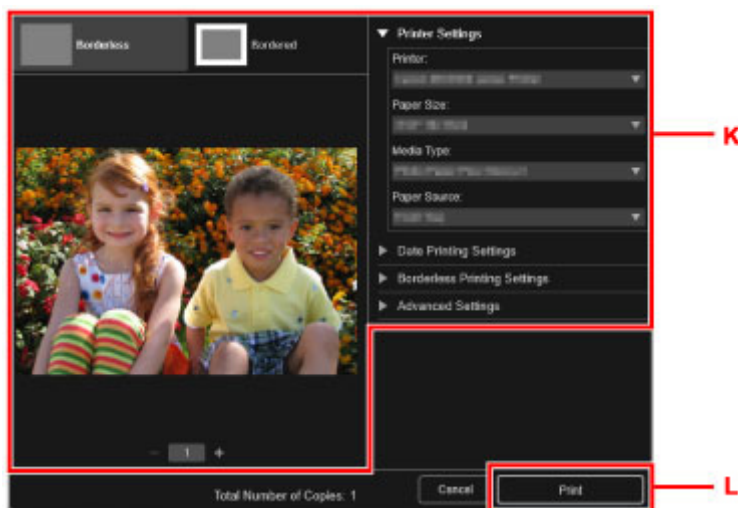 Borderless
Bordered
Printer Settings
Printer:
Paper Size:
Media Type:
Paper Source:
Date Printing Settings
Borderless Printing Settings
Advanced Settings
K
1
Total Number of Copies: 1
Cancel
Print
L